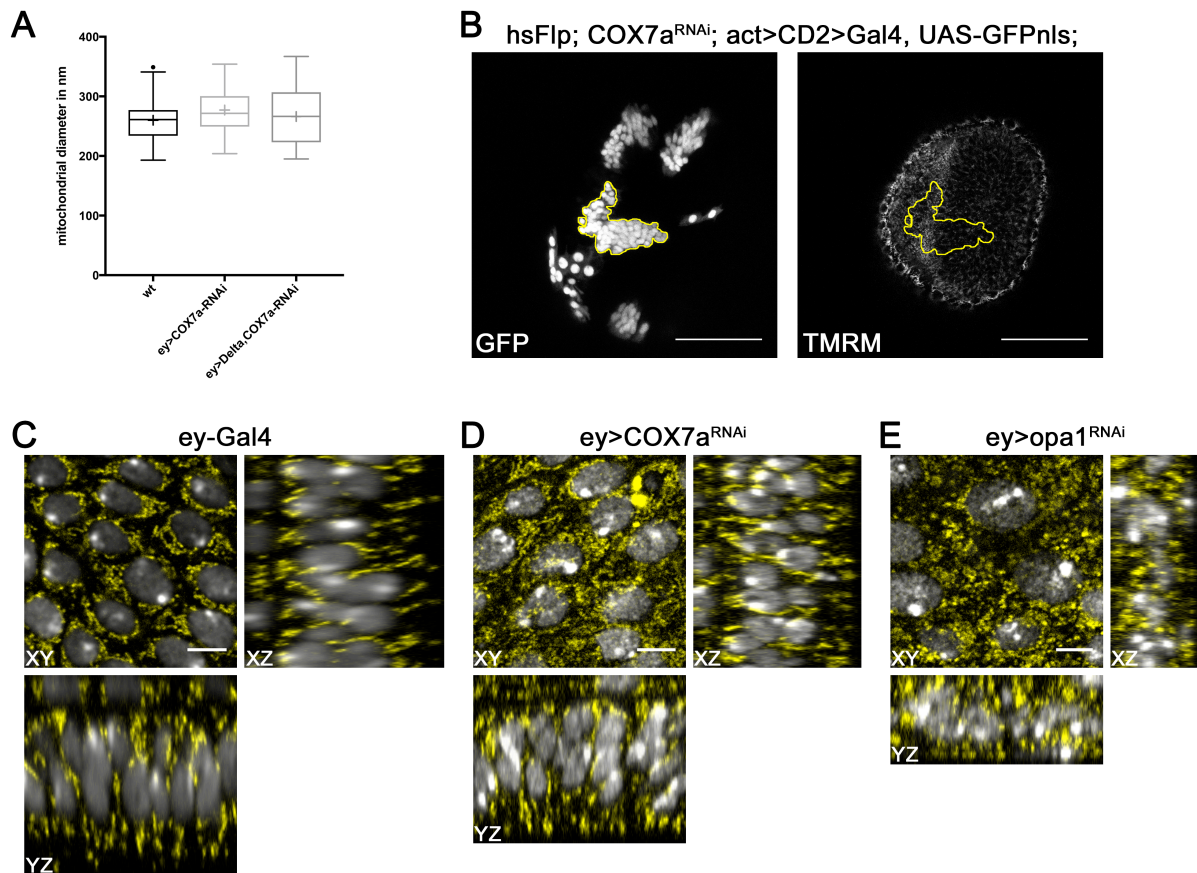 A
400
300
200
100
0
mitochondrial diameter in nm
wt
ey>COX7a-RNAi
ey>Delta,COX7a-RNAi
B
hsFlp; COX7aRNAi; act>CD2>Gal4, UAS-GFPnls;
GFP
TMRM
C
ey-Gal4
XY
XZ
YZ
D
ey>COX7aRNAi
XY
XZ
YZ
E
ey>opa1RNAi
XY
XZ
YZ